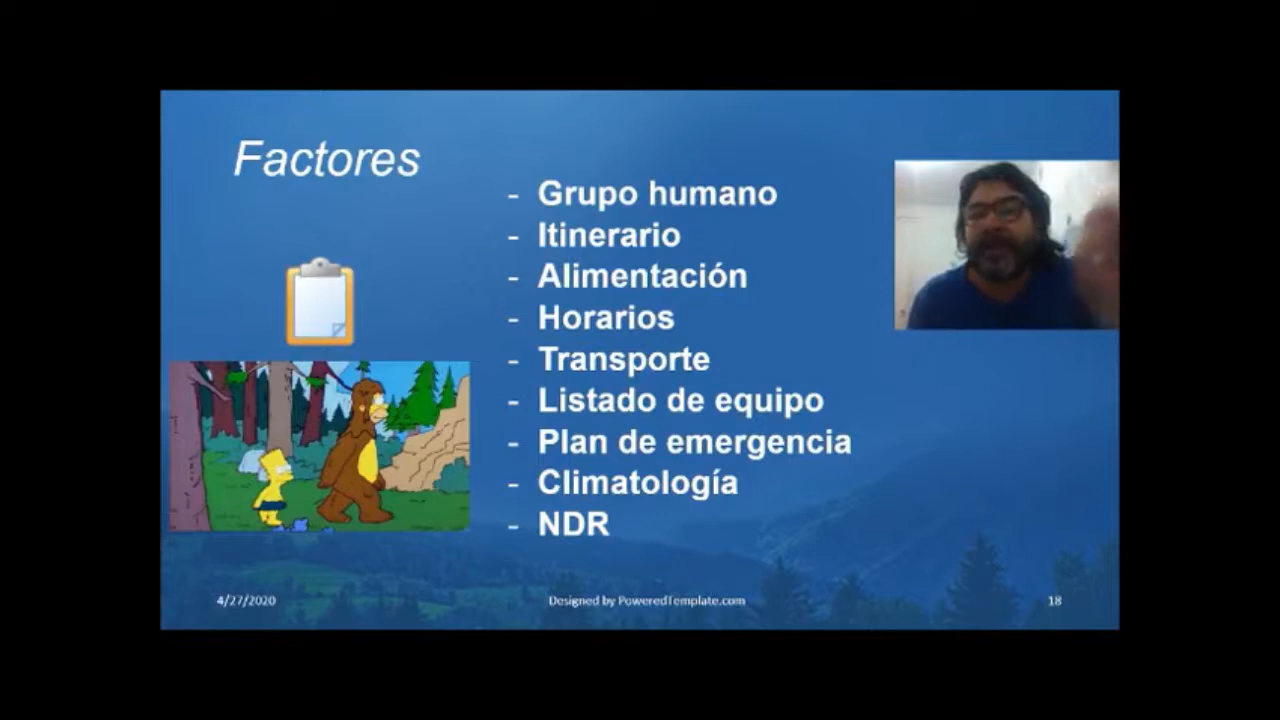 Factores
- Grupo humano
- Itinerario
- Alimentación
- Horarios
- Transporte
- Listado de equipo
- Plan de emergencia
- Climatología
- NDR
4/27/2020
Designed by PoweredTemplate.com
18